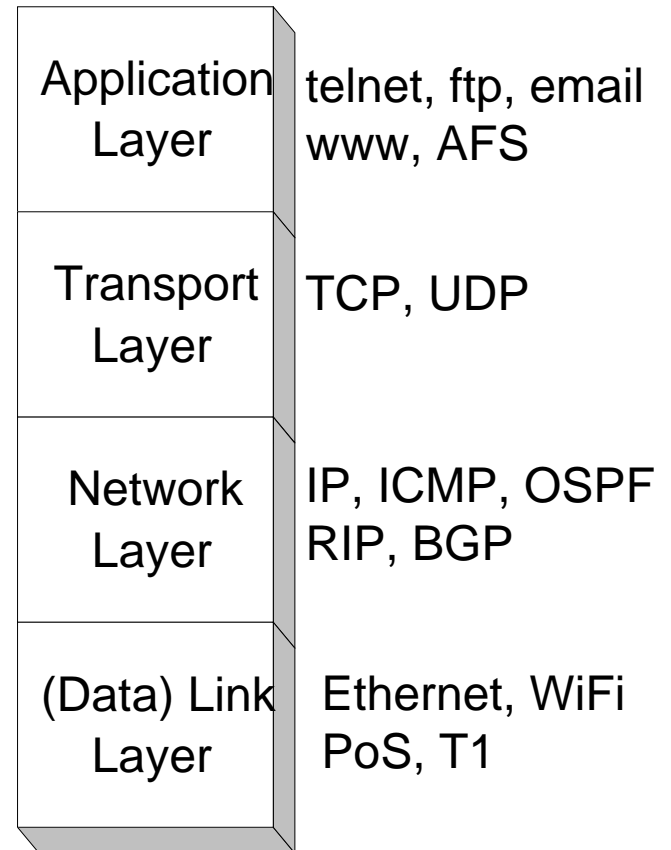 Application
Layer
telnet, ftp, email
www, AFS
Transport
Layer
TCP, UDP
Network
Layer
IP, ICMP, OSPF
RIP, BGP
(Data) Link
Layer
Ethernet, WiFi
PoS, T1